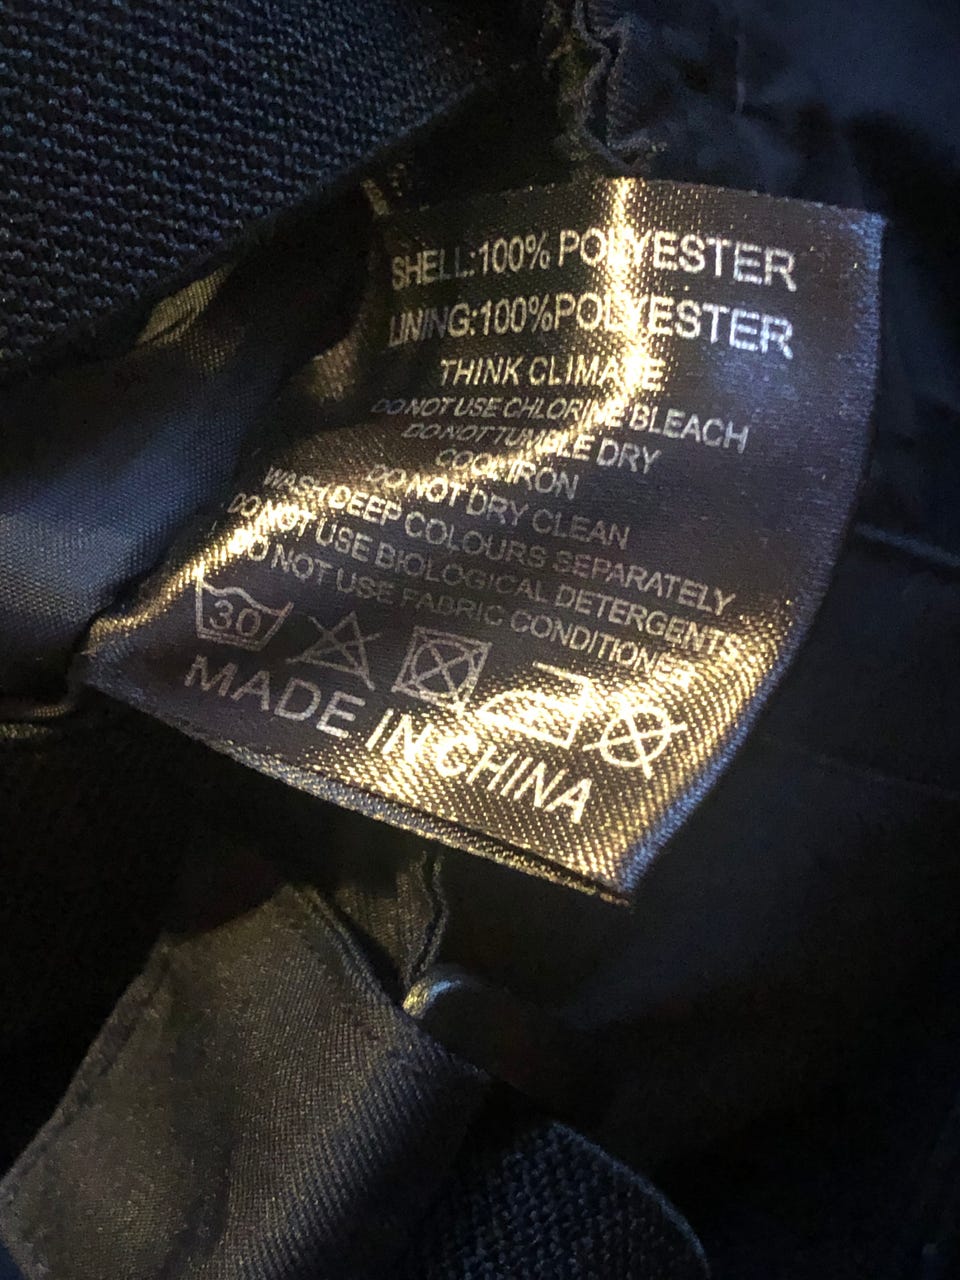 SHELL:100% POLYESTER
LINING:100%POLYESTER
THINK CLIMATE
DO NOT USE CHLORINE BLEACH
DO NOT TUMBLE DRY
COOL IRON
DO NOT DRY CLEAN
WASH DEEP COLOURS SEPARATELY
DO NOT USE BIOLOGICAL DETERGENTS
DO NOT USE FABRIC CONDITIONER
30
MADE IN CHINA